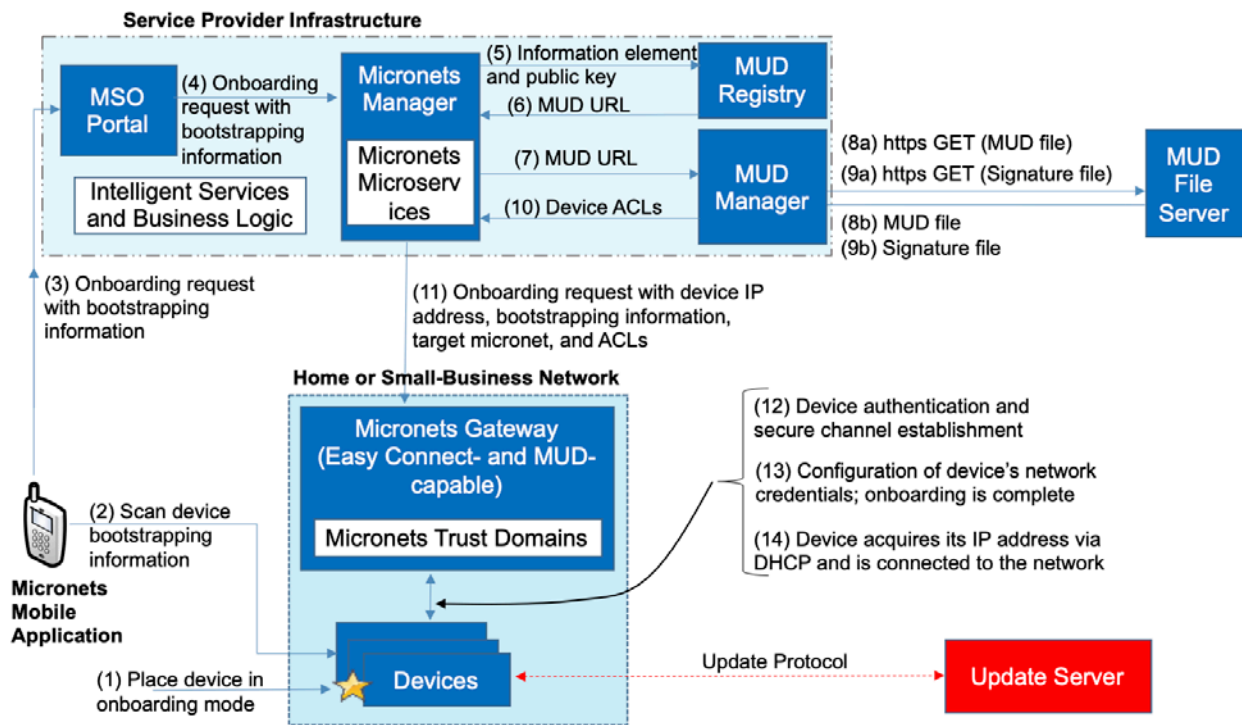 Service Provider Infrastructure
MSO
Portal
(4) Onboarding
request with
bootstrapping
information
Intelligent Services
and Business Logic
Micronets
Manager
Micronets
Microserv
ices
(5) Information element
and public key
(6) MUD URL
(7) MUD URL
(10) Device ACLs
MUD
Registry
MUD
Manager
(8a) https GET (MUD file)
(9a) https GET (Signature file)
(8b) MUD file
(9b) Signature file
MUD
File
Server
(3) Onboarding request
with bootstrapping
information
(11) Onboarding request with device IP
address, bootstrapping information,
target micronet, and ACLs
Home or Small-Business Network
Micronets Gateway
(Easy Connect- and MUD-
capable)
Micronets Trust Domains
(12) Device authentication and
secure channel establishment
(13) Configuration of device's network
credentials; onboarding is complete
(14) Device acquires its IP address via
DHCP and is connected to the network
(2) Scan device
bootstrapping
information
Micronets
Mobile
Application
(1) Place device in
onboarding mode
Devices
Update Protocol
Update Server